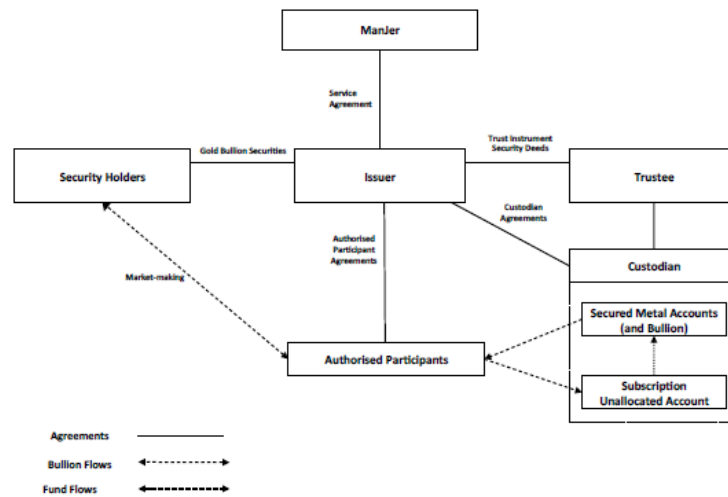 ManJer
Service
Agreement
Gold Bullion Securities
Trust Instrument
Security Deeds
Security Holders
Issuer
Trustee
Custodian
Agreements
Authorised
Participant
Agreements
Custodian
Market-making
Secured Metal Accounts
(and Bullion)
Authorised Participants
Subscription
Unallocated Account
Agreements
Bullion Flows
Fund Flows